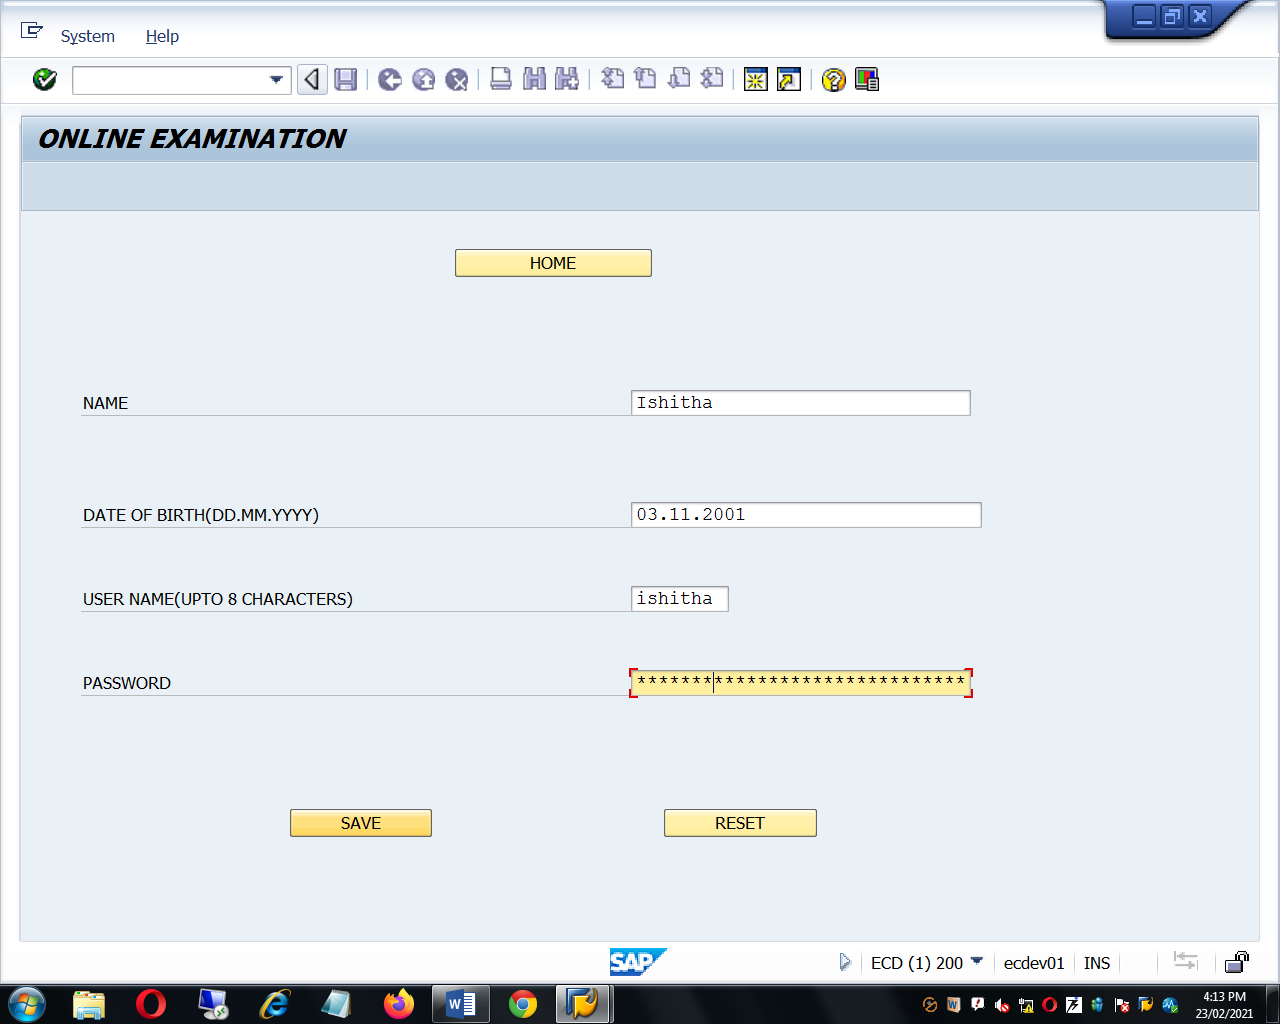 System Help
ONLINE EXAMINATION
HOME
NAME Ishitha
DATE OF BIRTH(DD.MM.YYYY) 03.11.2001
USER NAME(UPTO 8 CHARACTERS) ishitha
PASSWORD *******************************
SAVE RESET
SAP ECD (1) 200 ecdev01 INS
4:13 PM
23/02/2021